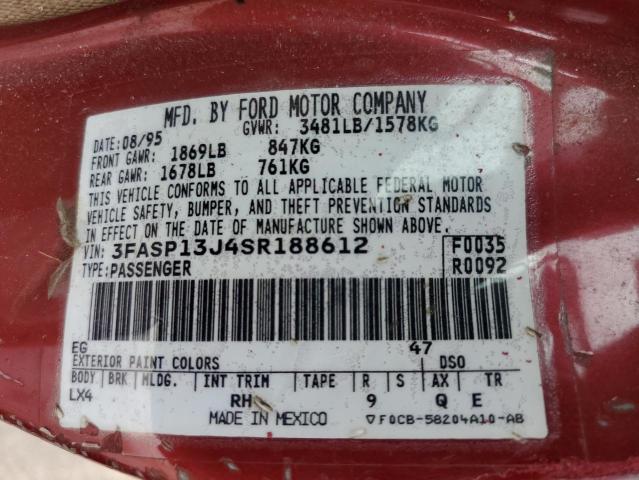 MFD. BY FORD MOTOR COMPANY
DATE: 08/95 GVWR: 3481LB/1578KG
FRONT GAWR: 1869LB 847KG
REAR GAWR: 1678LB 761KG
THIS VEHICLE CONFORMS TO ALL APPLICABLE FEDERAL MOTOR
VEHICLE SAFETY, BUMPER, AND THEFT PREVENTION STANDARDS
IN EFFECT ON THE DATE OF MANUFACTURE SHOWN ABOVE.
VIN: 3FASP13J4SR188612 F0035
TYPE: PASSENGER R0092
EG 47
EXTERIOR PAINT COLORS DSO
BODY BRK MLDG. INT TRIM TAPE R S AX TR
LX4 RH 9 Q E
MADE IN MEXICO ▽F0CB-58204A10-AB